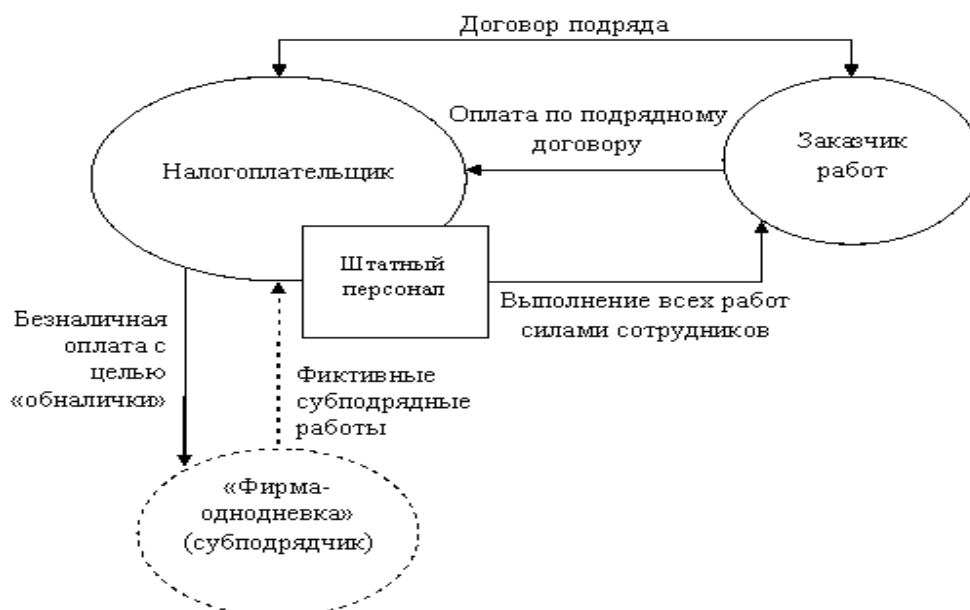 Договор подряда
Оплата по подрядному
договору
Заказчик
работ
Налогоплательщик
Штатный
персонал
Выполнение всех работ
силами сотрудников
Безналичная
оплата с
целью
«обналички»
Фиктивные
субподрядные
работы
«Фирма-
однодневка»
(субподрядчик)